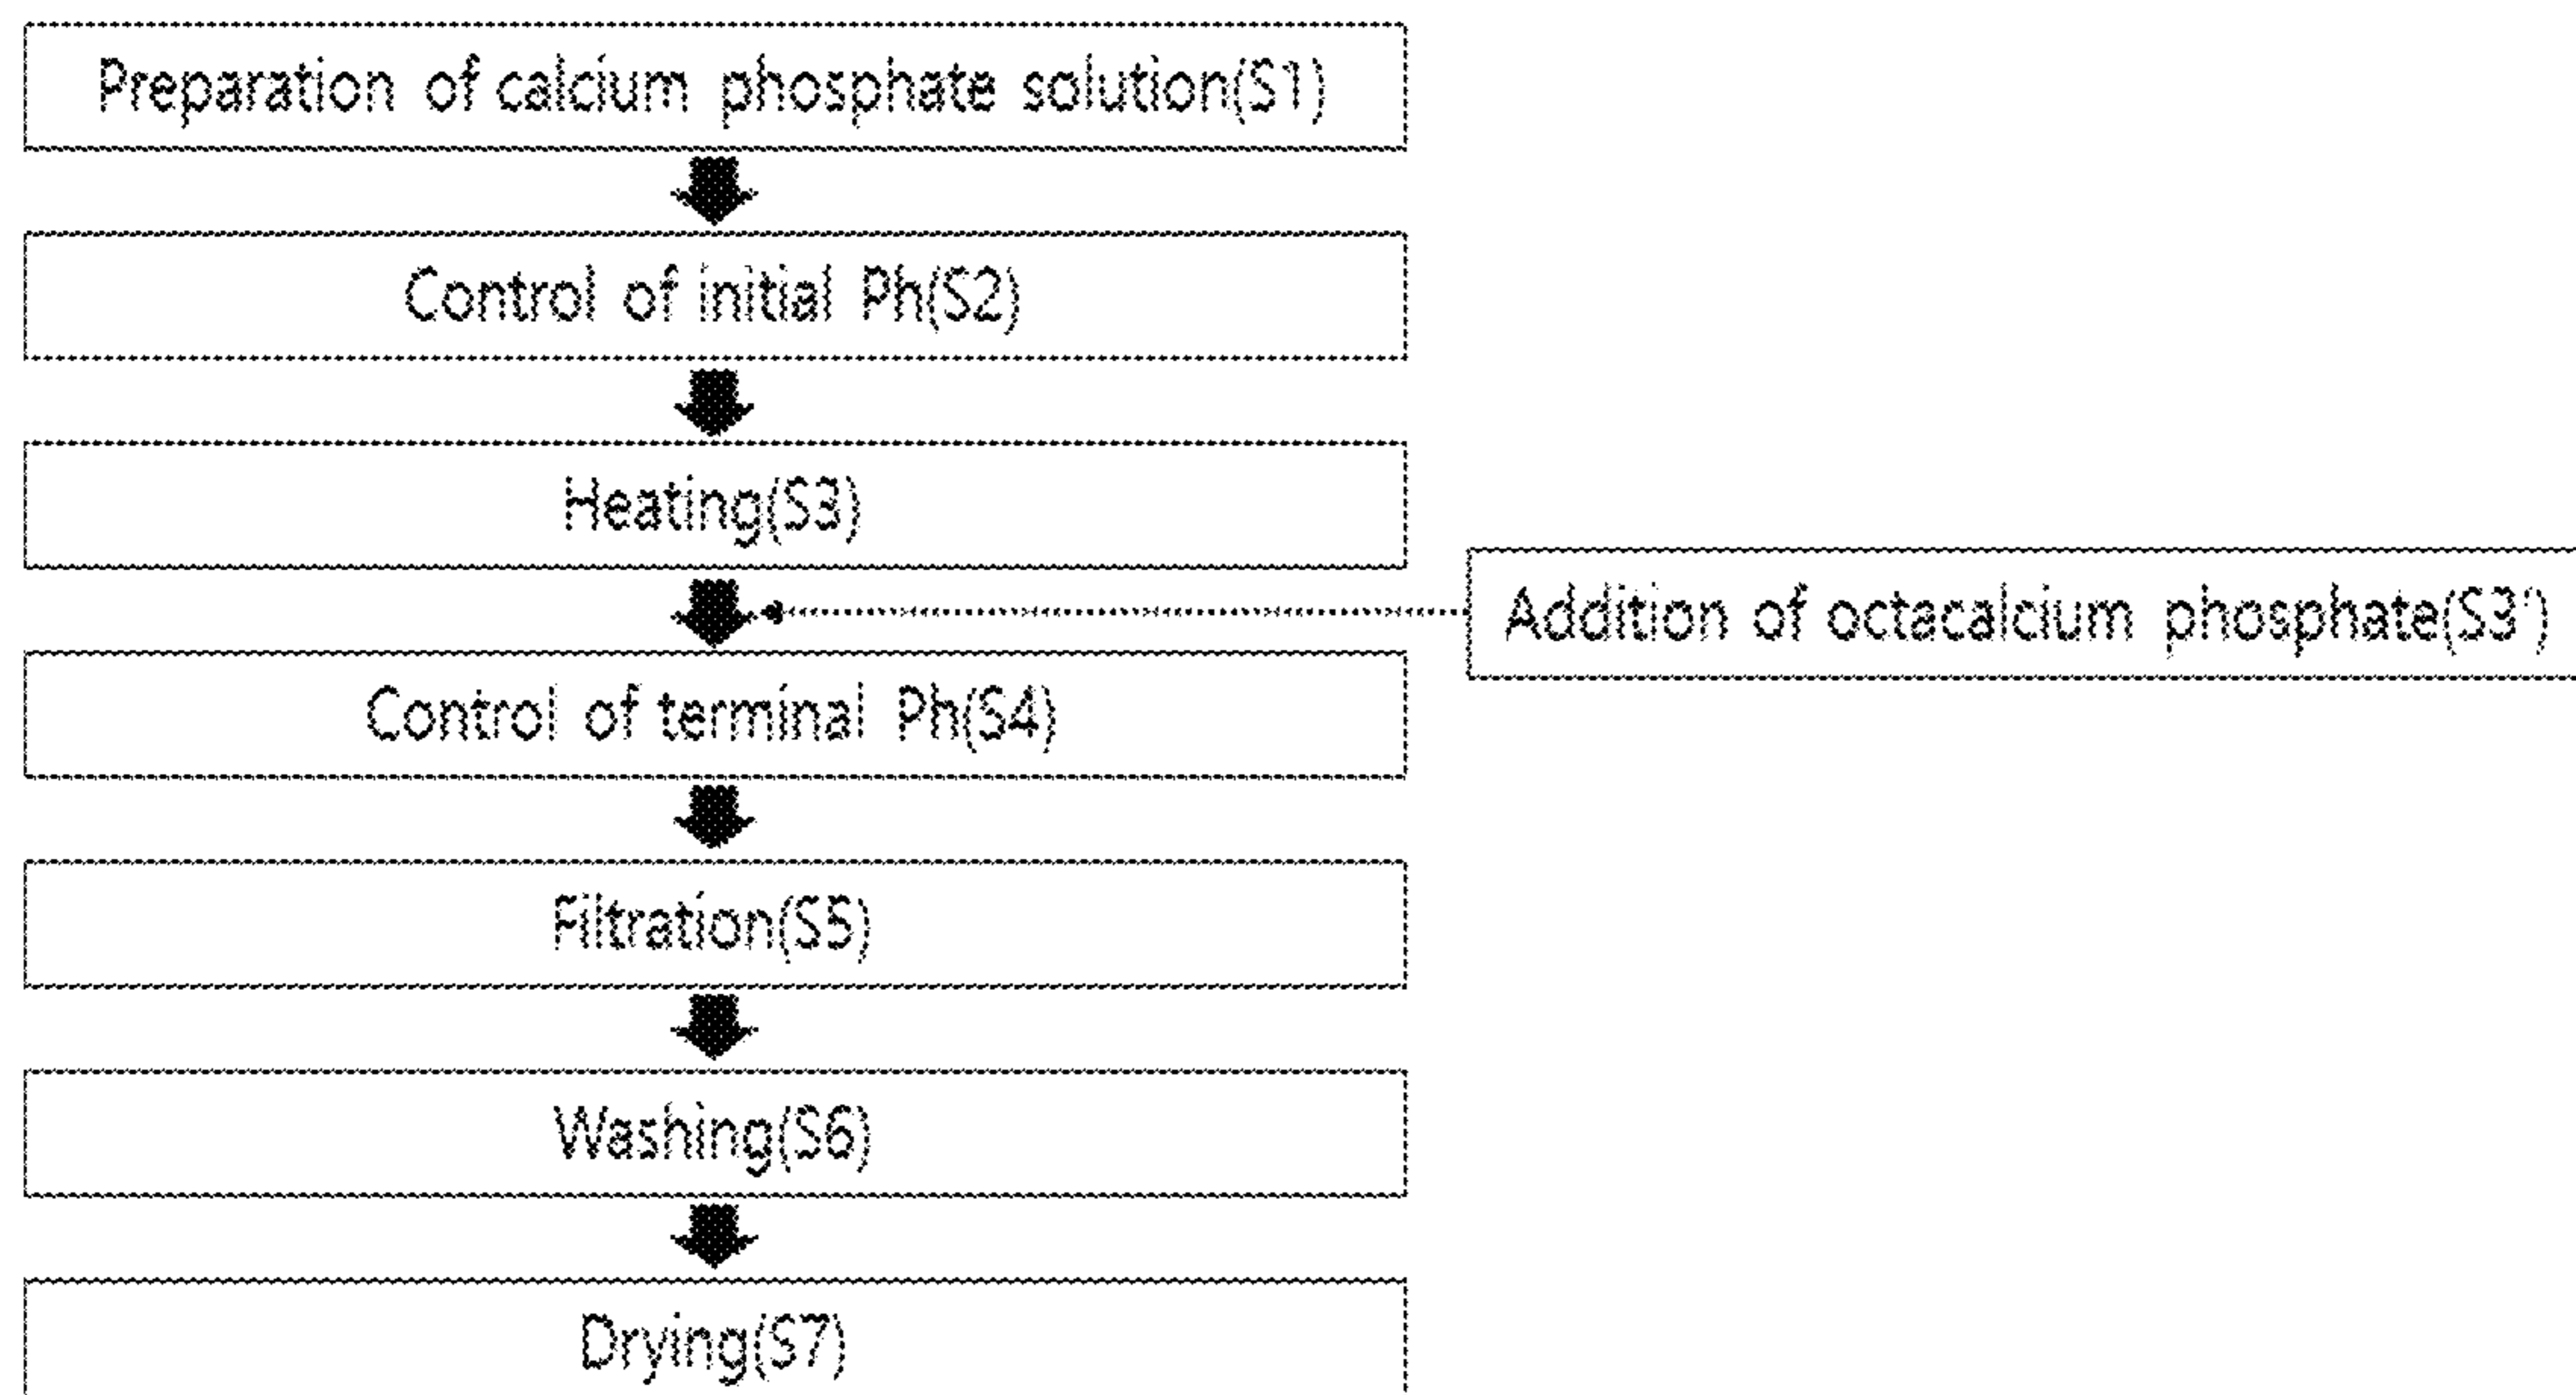 Preparation of calcium phosphate solution(S1)
Control of initial Ph(S2)
Heating(S3)
Addition of octacalcium phosphate(S3')
Control of terminal Ph(S4)
Filtration(S5)
Washing(S6)
Drying(S7)